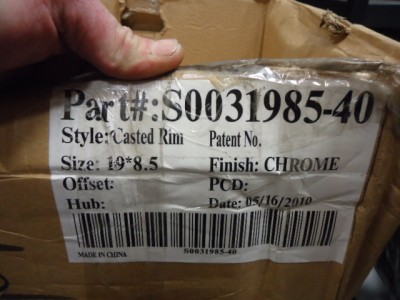 Part#:S0031985-40
Style: Casted Rim Patent No.
Size: 19*8.5 Finish: CHROME
Offset: PCD:
Hub: Date: 05/16/2010
S0031985-40
MADE IN CHINA